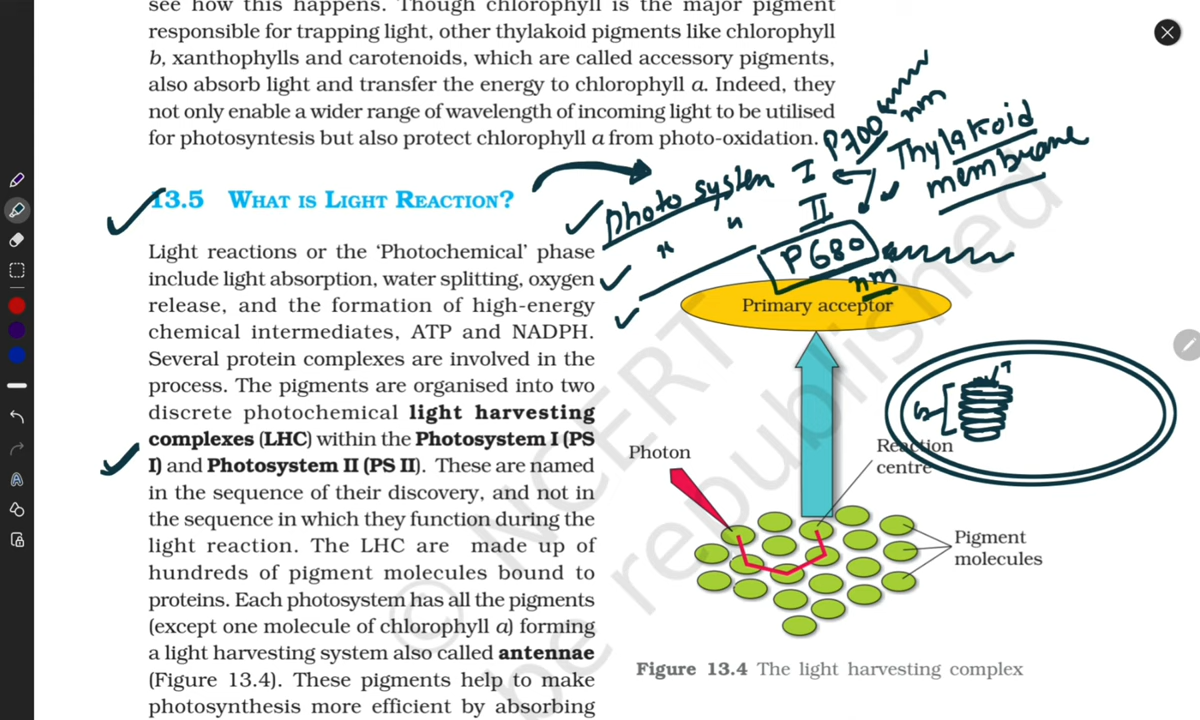 see how this happens. Though chlorophyll is the major pigment
responsible for trapping light, other thylakoid pigments like chlorophyll
b, xanthophylls and carotenoids, which are called accessory pigments,
also absorb light and transfer the energy to chlorophyll a. Indeed, they
not only enable a wider range of wavelength of incoming light to be utilised
for photosyntesis but also protect chlorophyll a from photo-oxidation.
13.5 WHAT IS LIGHT REACTION?
Light reactions or the ‘Photochemical’ phase
include light absorption, water splitting, oxygen
release, and the formation of high-energy
chemical intermediates, ATP and NADPH.
Several protein complexes are involved in the
process. The pigments are organised into two
discrete photochemical light harvesting
complexes (LHC) within the Photosystem I (PS
I) and Photosystem II (PS II). These are named
in the sequence of their discovery, and not in
the sequence in which they function during the
light reaction. The LHC are made up of
hundreds of pigment molecules bound to
proteins. Each photosystem has all the pigments
(except one molecule of chlorophyll a) forming
a light harvesting system also called antennae
(Figure 13.4). These pigments help to make
photosynthesis more efficient by absorbing
Photo system I P700 nm
" " II
P680
nm
Thylakoid
membrane
Primary acceptor
Photon
Reaction
centre
Pigment
molecules
Figure 13.4 The light harvesting complex
© NCERT
be republished